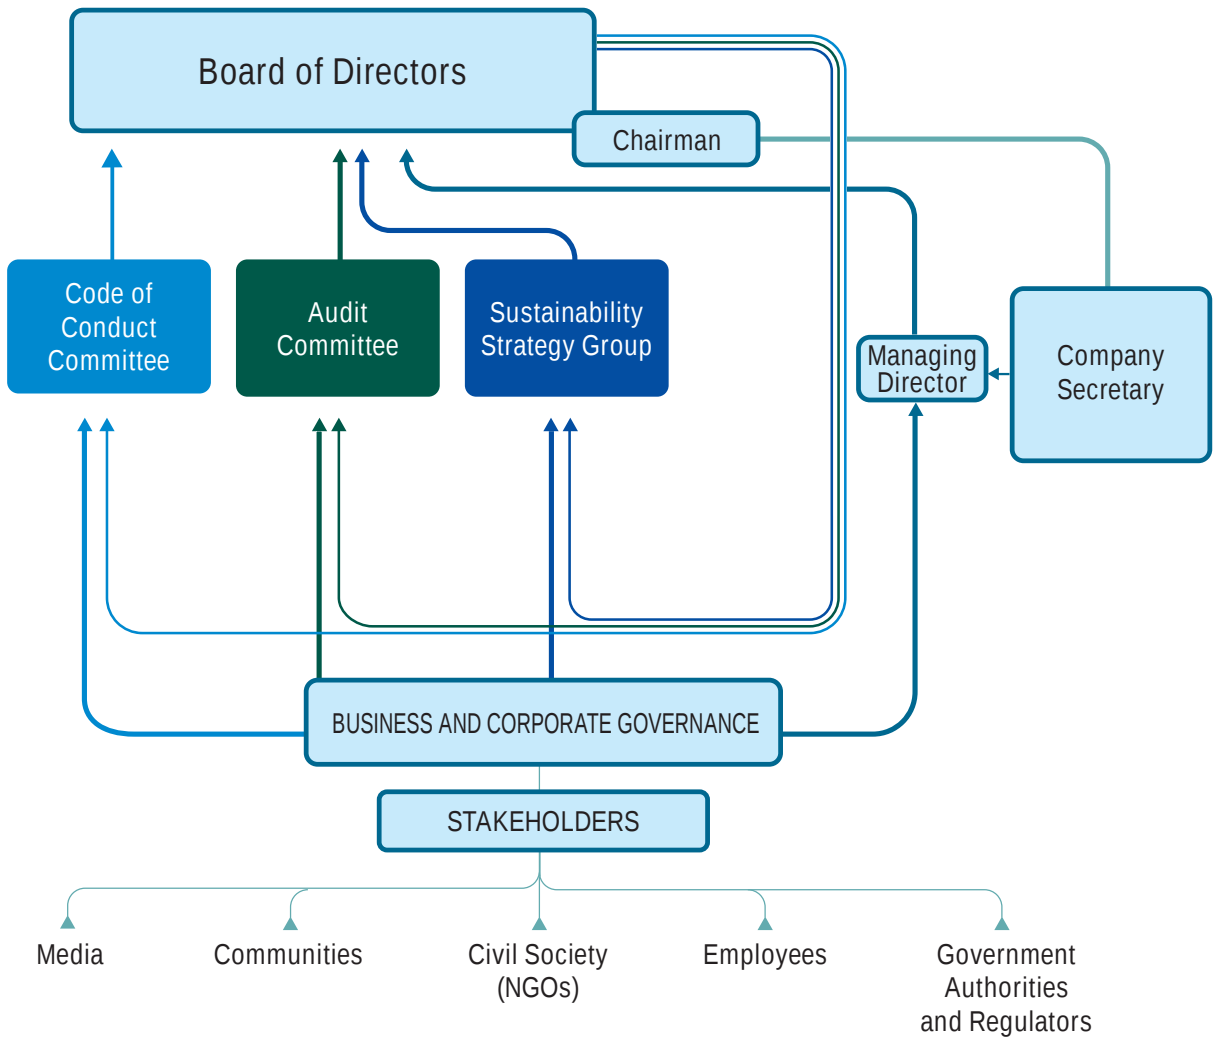 Board of Directors
Chairman
Code of
Conduct
Committee
Audit
Committee
Sustainability
Strategy Group
Managing
Director
Company
Secretary
BUSINESS AND CORPORATE GOVERNANCE
STAKEHOLDERS
Media
Communities
Civil Society
(NGOs)
Employees
Government
Authorities
and Regulators